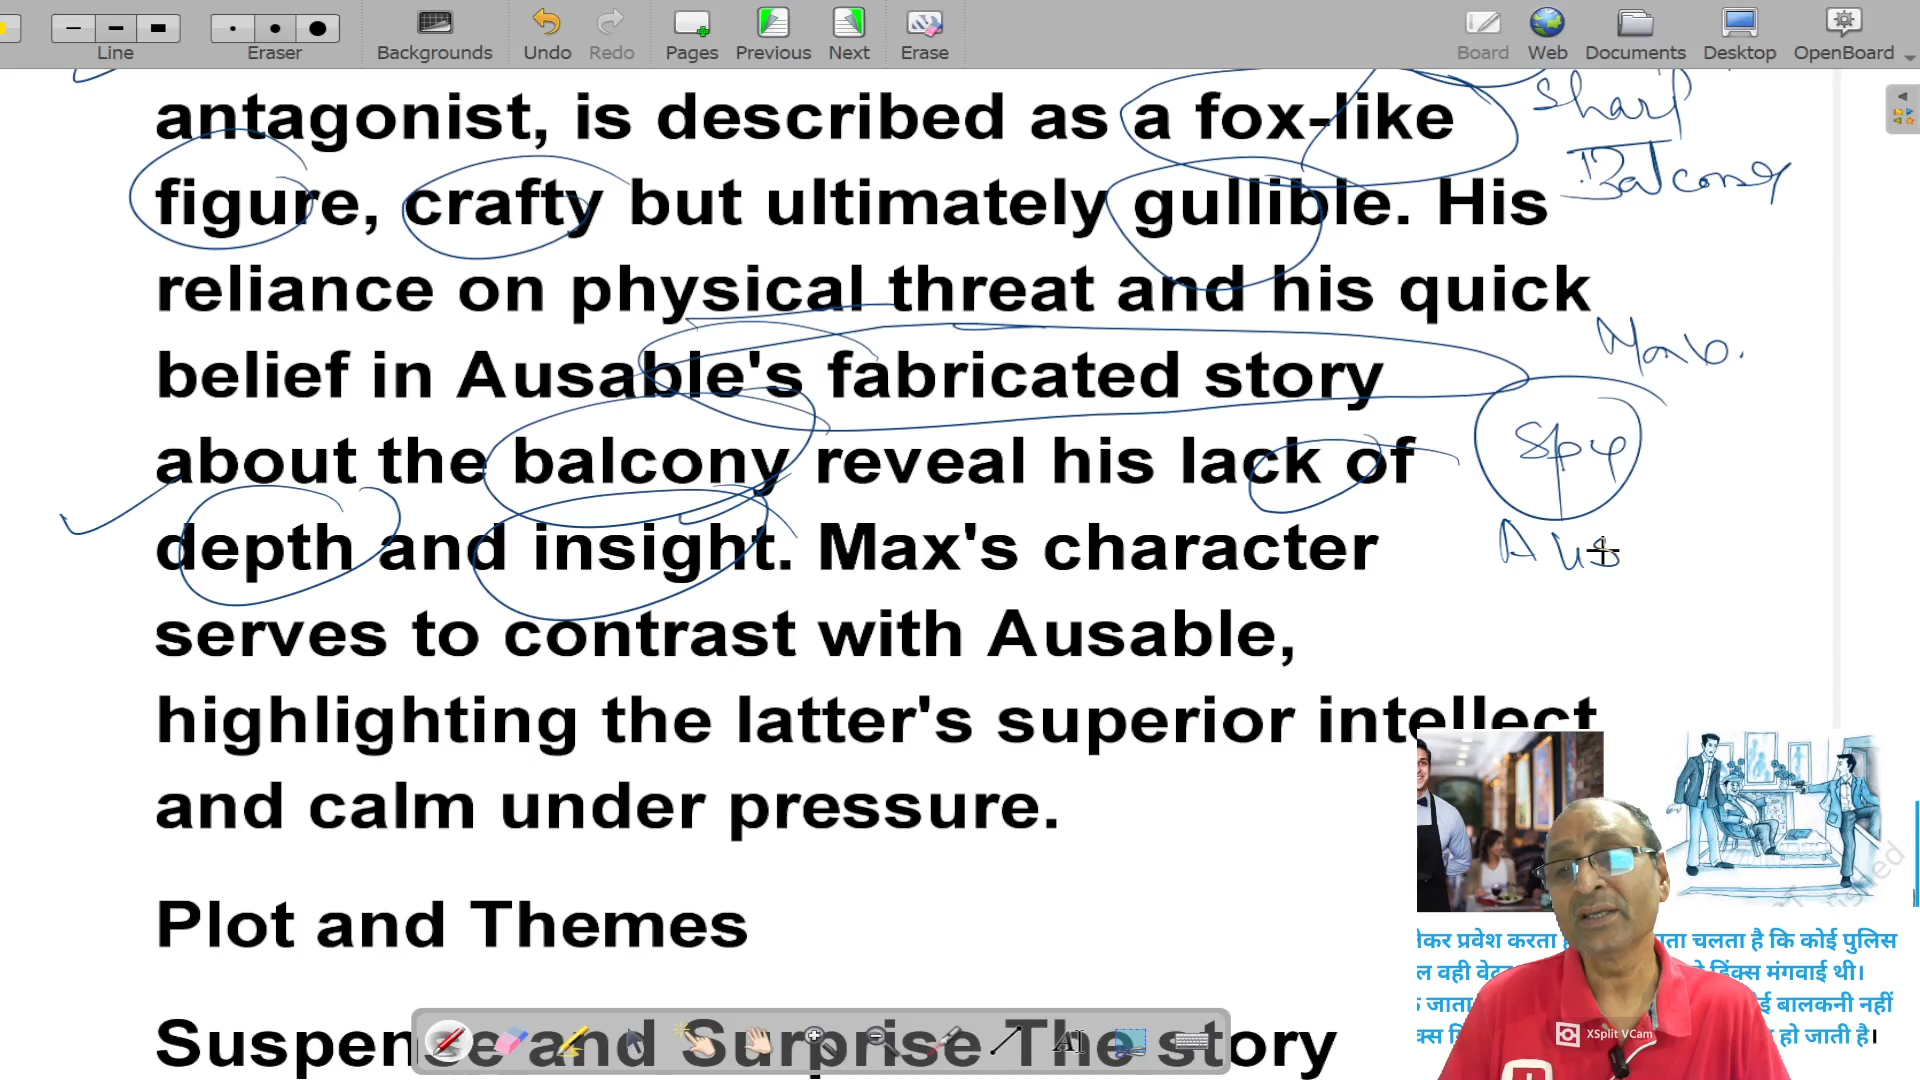 Line
Eraser
Backgrounds
Undo
Redo
Pages
Previous
Next
Erase
Board
Web
Documents
Desktop
OpenBoard
antagonist, is described as a fox-like
figure, crafty but ultimately gullible. His
reliance on physical threat and his quick
belief in Ausable's fabricated story
about the balcony reveal his lack of
depth and insight. Max's character
serves to contrast with Ausable,
highlighting the latter's superior intellect
and calm under pressure.
Sharp
Balcony
Spy
Aus
Plot and Themes
Suspense and Surprise The story
प्रवेश करता चलता है कि कोई पुलिस
वही डिंक्स मंगवाई थी।
जाता बालकनी नहीं
हो जाती है।
XSplit VCam